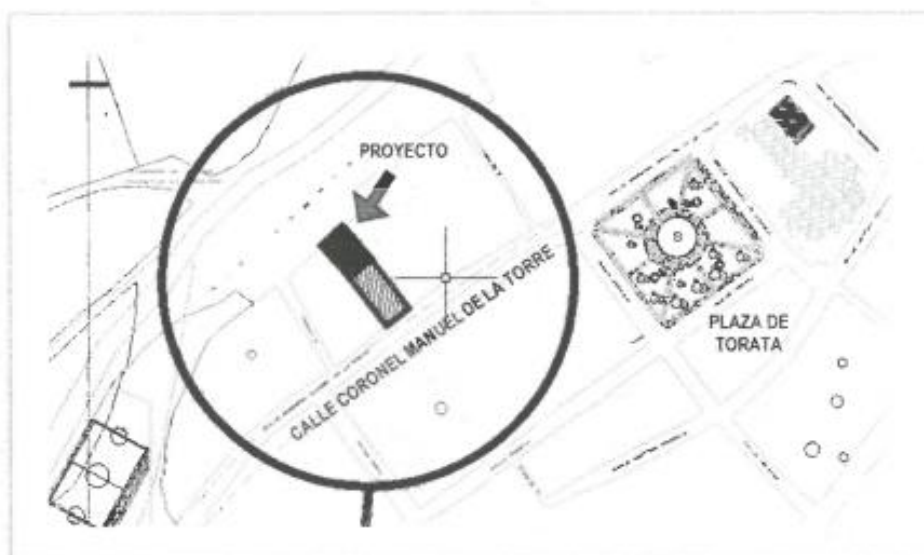 PROYECTO
CALLE CORONEL MANUEL DE LA TORRE
PLAZA DE
TORATA
S